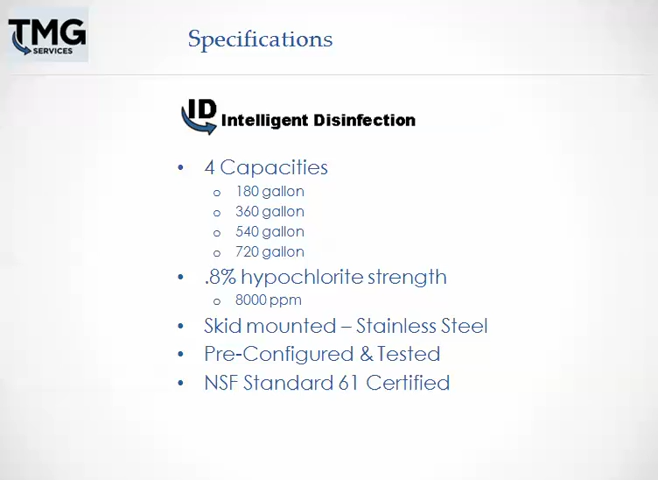 TMG
SERVICES
Specifications
ID Intelligent Disinfection
• 4 Capacities
o 180 gallon
o 360 gallon
o 540 gallon
o 720 gallon
• .8% hypochlorite strength
o 8000 ppm
• Skid mounted – Stainless Steel
• Pre-Configured & Tested
• NSF Standard 61 Certified